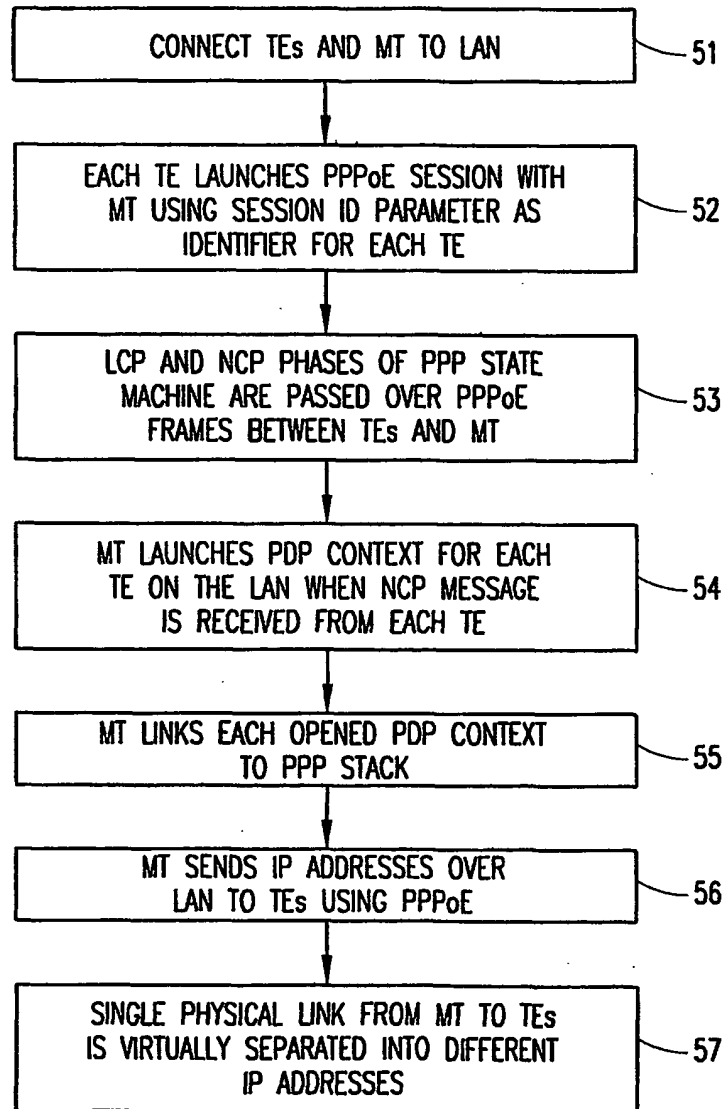 CONNECT TEs AND MT TO LAN
51
EACH TE LAUNCHES PPPoE SESSION WITH
MT USING SESSION ID PARAMETER AS
IDENTIFIER FOR EACH TE
52
LCP AND NCP PHASES OF PPP STATE
MACHINE ARE PASSED OVER PPPoE
FRAMES BETWEEN TEs AND MT
53
MT LAUNCHES PDP CONTEXT FOR EACH
TE ON THE LAN WHEN NCP MESSAGE
IS RECEIVED FROM EACH TE
54
MT LINKS EACH OPENED PDP CONTEXT
TO PPP STACK
55
MT SENDS IP ADDRESSES OVER
LAN TO TEs USING PPPoE
56
SINGLE PHYSICAL LINK FROM MT TO TEs
IS VIRTUALLY SEPARATED INTO DIFFERENT
IP ADDRESSES
57